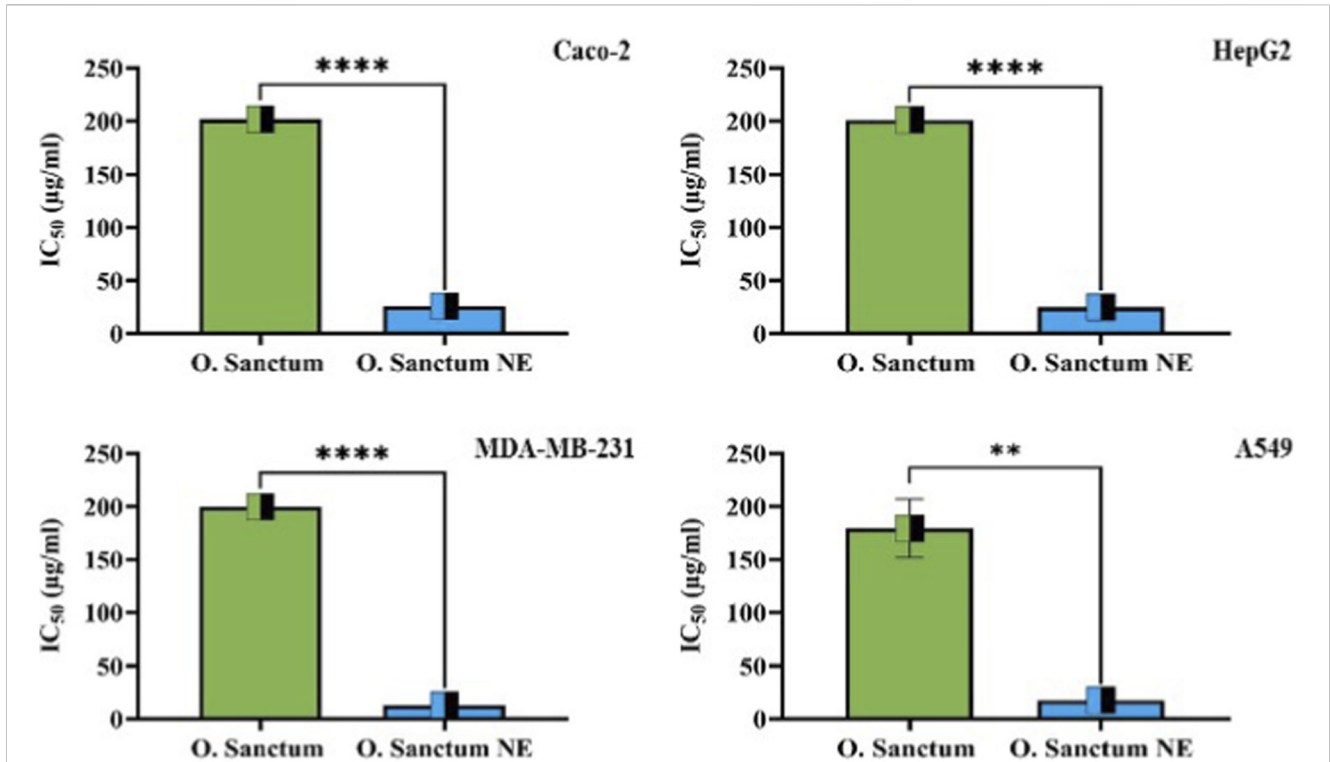 Caco-2
****
250
200
150
100
50
0
IC50 (µg/ml)
O. Sanctum
O. Sanctum NE
HepG2
****
250
200
150
100
50
0
IC50 (µg/ml)
O. Sanctum
O. Sanctum NE
MDA-MB-231
****
250
200
150
100
50
0
IC50 (µg/ml)
O. Sanctum
O. Sanctum NE
A549
**
250
200
150
100
50
0
IC50 (µg/ml)
O. Sanctum
O. Sanctum NE